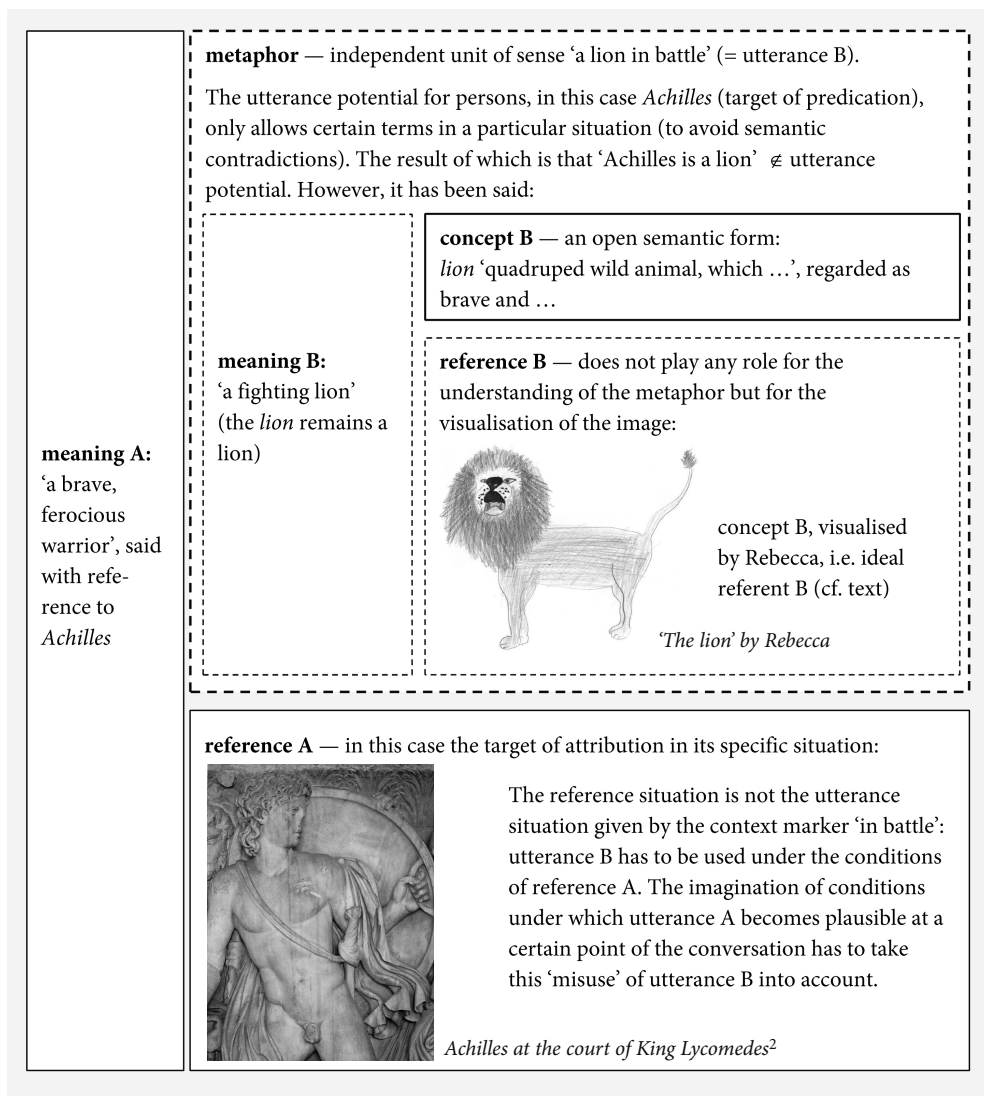 metaphor — independent unit of sense ‘a lion in battle’ (= utterance B).
The utterance potential for persons, in this case Achilles (target of predication),
only allows certain terms in a particular situation (to avoid semantic
contradictions). The result of which is that ‘Achilles is a lion’ ∉ utterance
potential. However, it has been said:
concept B — an open semantic form:
lion ‘quadruped wild animal, which …’, regarded as
brave and …
meaning B:
‘a fighting lion’
(the lion remains a
lion)
reference B — does not play any role for the
understanding of the metaphor but for the
visualisation of the image:
concept B, visualised
by Rebecca, i.e. ideal
referent B (cf. text)
‘The lion’ by Rebecca
meaning A:
‘a brave,
ferocious
warrior’, said
with refe-
rence to
Achilles
reference A — in this case the target of attribution in its specific situation:
The reference situation is not the utterance
situation given by the context marker ‘in battle’:
utterance B has to be used under the conditions
of reference A. The imagination of conditions
under which utterance A becomes plausible at a
certain point of the conversation has to take
this ‘misuse’ of utterance B into account.
Achilles at the court of King Lycomedes²